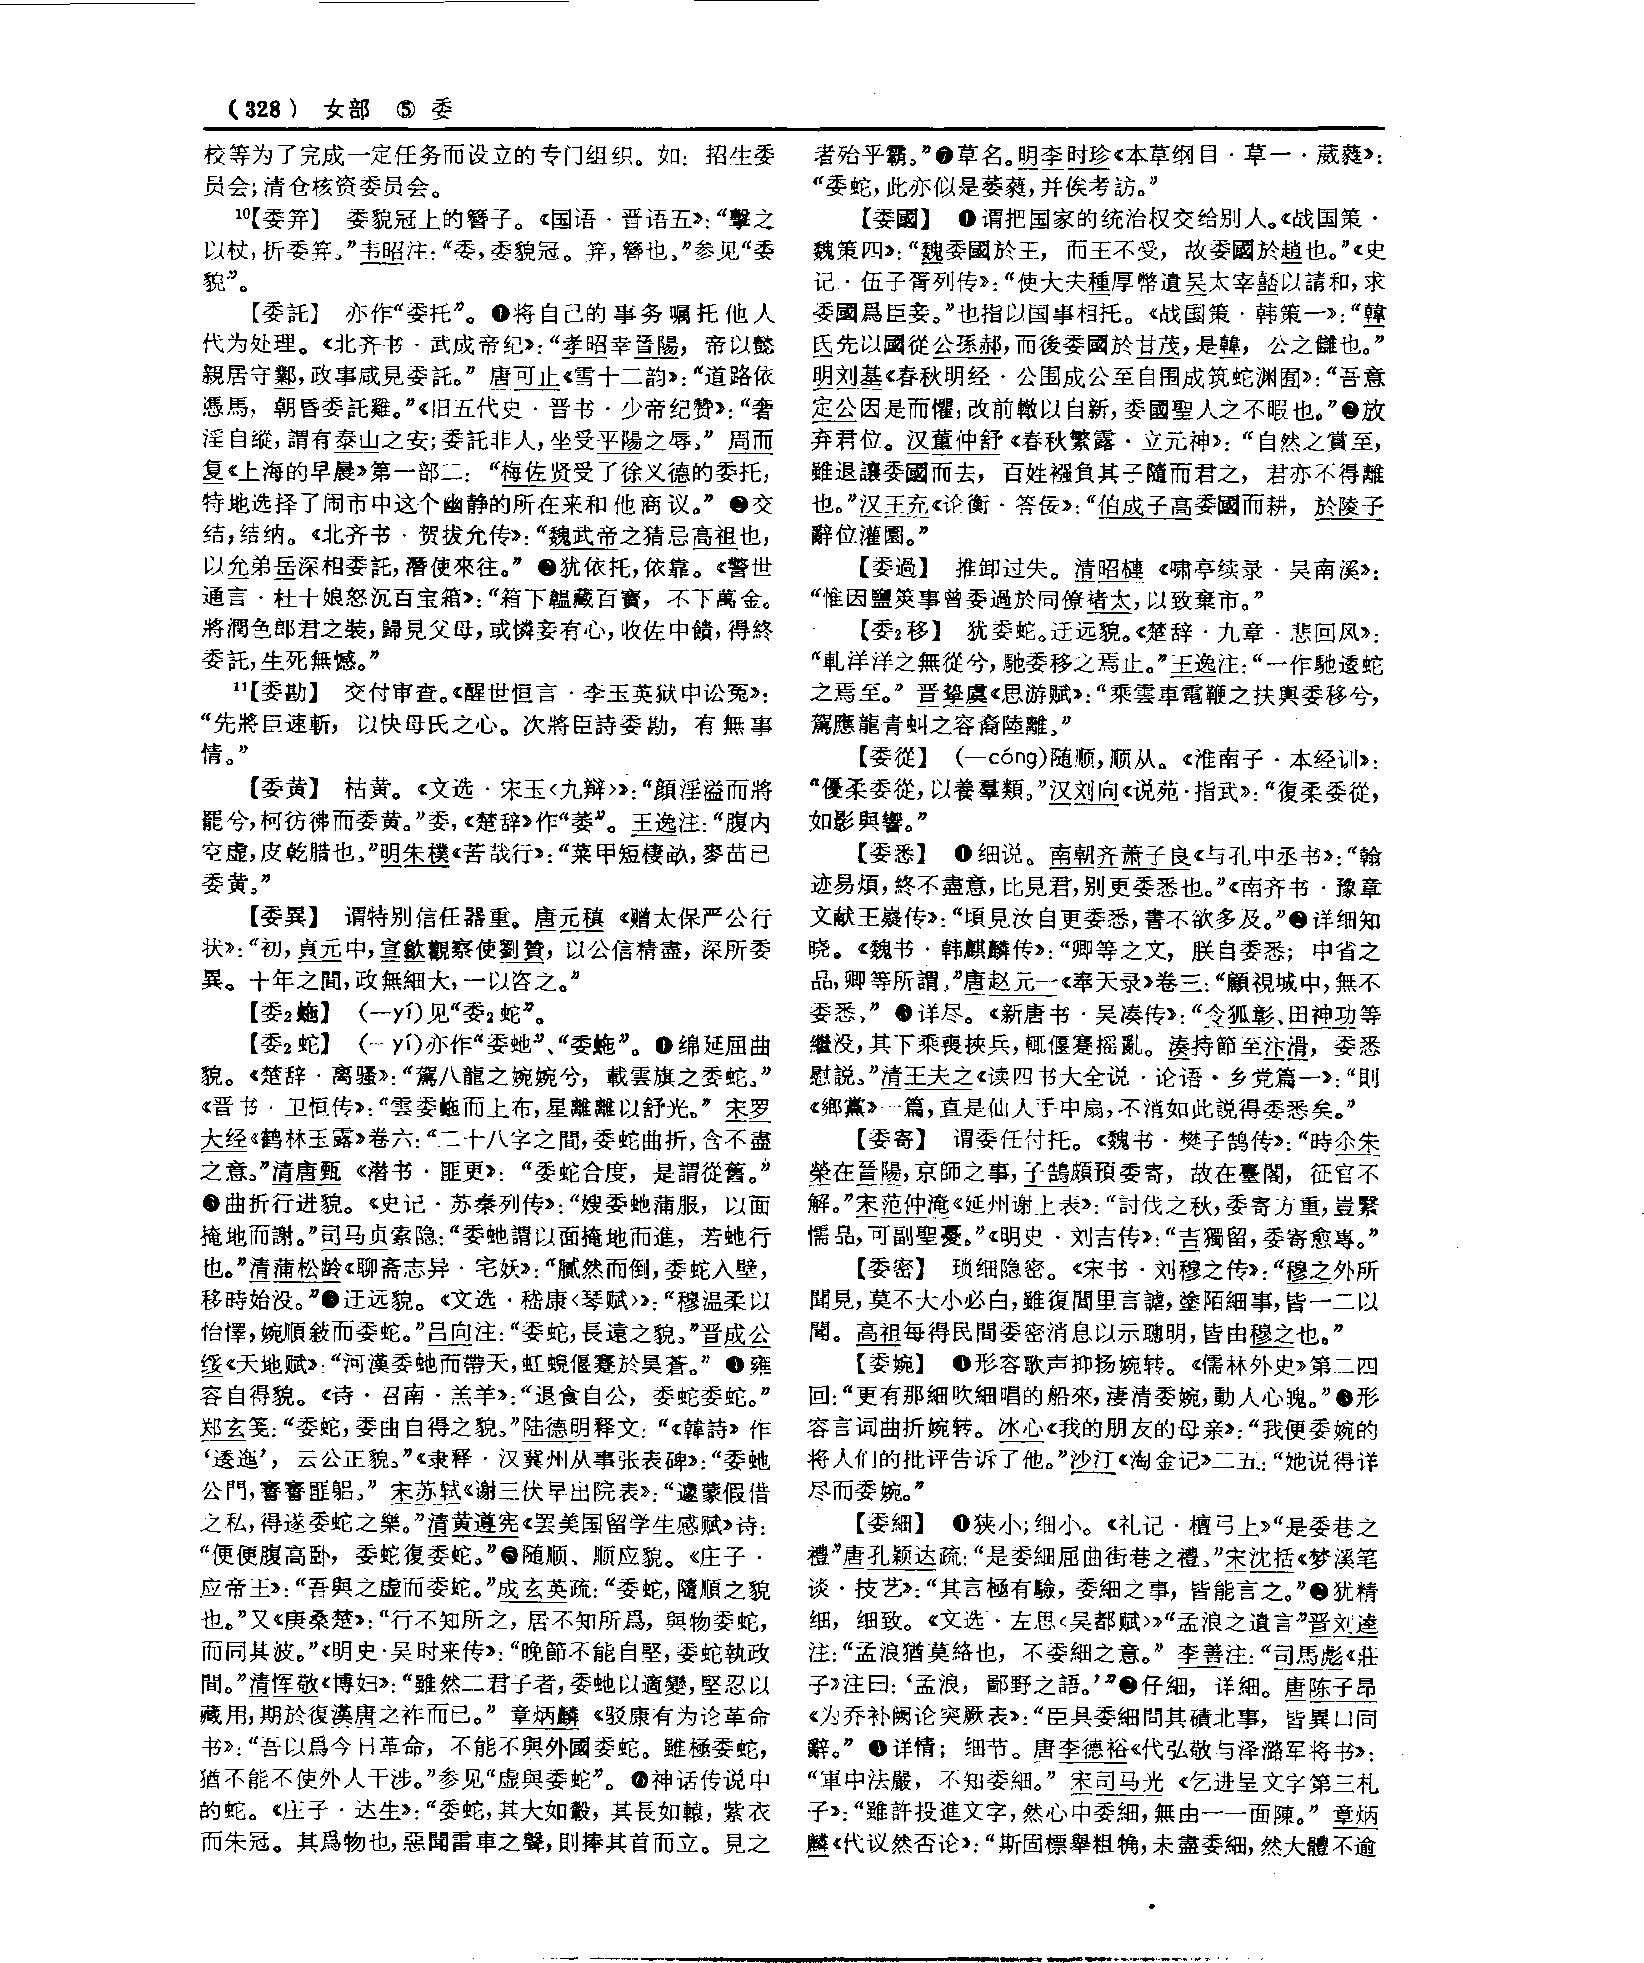 （328） 女部 ⑤ 委
校等为了完成一定任务而设立的专门组织。如：招生委
员会；清仓核资委员会。
10【委笄】 委貌冠上的簪子。《国语·晋语五》：“擊之
以杖，折委笄。”韦昭注：“委，委貌冠。笄，簪也。”参见“委
貌”。
【委託】 亦作“委托”。❶将自己的事务嘱托他人
代为处理。《北齐书·武成帝纪》：“孝昭幸晉陽，帝以懿
親居守鄴，政事咸見委託。”唐可止《雪十二韵》：“道路依
憑馬，朝昏委託雞。”《旧五代史·晋书·少帝纪赞》：“奢
淫自縱，謂有泰山之安；委託非人，坐受平陽之辱。”周而
复《上海的早晨》第一部二：“梅佐贤受了徐义德的委托，
特地选择了闹市中这个幽静的所在来和他商议。”❷交
结，结纳。《北齐书·贺拔允传》：“魏武帝之猜忌高祖也，
以允弟岳深相委託，潛使來往。”❸犹依托，依靠。《警世
通言·杜十娘怒沉百宝箱》：“箱下韞藏百寶，不下萬金。
將潤色郎君之裝，歸見父母，或憐妾有心，收佐中饋，得終
委託，生死無憾。”
11【委勘】 交付审查。《醒世恒言·李玉英狱中讼冤》：
“先將臣速斬，以快母氏之心。次將臣詩委勘，有無事
情。”
【委黄】 枯黄。《文选·宋玉〈九辩〉》：“顔淫溢而將
罷兮，柯彷彿而委黄。”委，《楚辞》作“萎”。王逸注：“腹内
空虚，皮乾腊也。”明朱樸《苦哉行》：“菜甲短棲畝，麥苗已
委黄。”
【委異】 谓特别信任器重。唐元稹《赠太保严公行
状》：“初，貞元中，宣歙觀察使劉贊，以公信精盡，深所委
異。十年之間，政無細大，一以咨之。”
【委₂虵】 （—yí）见“委₂蛇”。
【委₂蛇】 （—yí）亦作“委虵”、“委蚫”。❶绵延屈曲
貌。《楚辞·离骚》：“駕八龍之婉婉兮，載雲旗之委蛇。”
《晋书·卫恒传》：“雲委虵而上布，星離離以舒光。”宋罗
大经《鹤林玉露》卷六：“二十八字之間，委蛇曲折，含不盡
之意。”清唐甄《潜书·匪更》：“委蛇合度，是謂從舊。”
❷曲折行进貌。《史记·苏秦列传》：“嫂委虵蒲服，以面
掩地而謝。”司马贞索隐：“委虵謂以面掩地而進，若虵行
也。”清蒲松龄《聊斋志异·宅妖》：“膩然而倒，委蛇入壁，
移時始没。”❸迂远貌。《文选·嵇康〈琴赋〉》：“穆温柔以
怡懌，婉順敍而委蛇。”吕向注：“委蛇，長遠之貌。”晋成公
绥《天地赋》：“河漢委虵而帶天，虹蜺偃蹇於昊蒼。”❹雍
容自得貌。《诗·召南·羔羊》：“退食自公，委蛇委蛇。”
郑玄笺：“委蛇，委曲自得之貌。”陆德明释文：“《韓詩》作
‘逶迤’，云公正貌。”《隶释·汉冀州从事张表碑》：“委虵
公門，謇謇匪躬。”宋苏轼《谢三伏早出院表》：“遽蒙假借
之私，得遂委蛇之樂。”清黄遵宪《罢美国留学生感赋》诗：
“便便腹高卧，委蛇復委蛇。”❺随顺、顺应貌。《庄子·
应帝王》：“吾與之虚而委蛇。”成玄英疏：“委蛇，隨順之貌
也。”又《庚桑楚》：“行不知所之，居不知所爲，與物委蛇，
而同其波。”《明史·吴时来传》：“晚節不能自堅，委蛇執政
間。”清恽敬《博妇》：“雖然二君子者，委虵以適變，堅忍以
藏用，期於復漢唐之祚而已。”章炳麟《驳康有为论革命
书》：“吾以爲今日革命，不能不與外國委蛇。雖極委蛇，
猶不能不使外人干涉。”参见“虚與委蛇”。❻神话传说中
的蛇。《庄子·达生》：“委蛇，其大如轂，其長如轅，紫衣
而朱冠。其爲物也，惡聞雷車之聲，則捧其首而立。見之
者殆乎霸。”❼草名。明李时珍《本草纲目·草一·葳蕤》：
“委蛇，此亦似是萎蕤，并俟考訪。”
【委國】 ❶谓把国家的统治权交给别人。《战国策·
魏策四》：“魏委國於王，而王不受，故委國於趙也。”《史
记·伍子胥列传》：“使大夫種厚幣遺吴太宰嚭以請和，求
委國爲臣妾。”也指以国事相托。《战国策·韩策一》：“韓
氏先以國從公孫郝，而後委國於甘茂，是韓，公之讎也。”
明刘基《春秋明经·公围成公至自围成筑蛇渊囿》：“吾意
定公因是而懼，改前轍以自新，委國聖人之不暇也。”❷放
弃君位。汉董仲舒《春秋繁露·立元神》：“自然之賞至，
雖退讓委國而去，百姓襁負其子隨而君之，君亦不得離
也。”汉王充《论衡·答佞》：“伯成子高委國而耕，於陵子
辭位灌園。”
【委過】 推卸过失。清昭槤《啸亭续录·吴南溪》：
“惟因鹽筴事曾委過於同僚褚太，以致棄市。”
【委₂移】 犹委蛇。迂远貌。《楚辞·九章·悲回风》：
“軋洋洋之無從兮，馳委移之焉止。”王逸注：“一作馳逶蛇
之焉至。”晋挚虞《思游赋》：“乘雲車電鞭之扶輿委移兮，
駕應龍青虯之容裔陸離。”
【委從】 （—cóng）随顺，顺从。《淮南子·本经训》：
“優柔委從，以養羣類。”汉刘向《说苑·指武》：“復柔委從，
如影與響。”
【委悉】 ❶细说。南朝齐萧子良《与孔中丞书》：“翰
迹易煩，終不盡意，比見君，别更委悉也。”《南齐书·豫章
文献王嶷传》：“頃見汝自更委悉，書不欲多及。”❷详细知
晓。《魏书·韩麒麟传》：“卿等之文，朕自委悉；中省之
品，卿等所謂。”唐赵元一《奉天录》卷三：“顧視城中，無不
委悉。”❸详尽。《新唐书·吴凑传》：“令狐彰、田神功等
繼没，其下乘喪挾兵，輒偃蹇摇亂。湊持節至汴滑，委悉
慰説。”清王夫之《读四书大全说·论语·乡党篇一》：“則
《鄉黨》一篇，直是仙人手中扇，不消如此説得委悉矣。”
【委寄】 谓委任付托。《魏书·樊子鹄传》：“時尒朱
榮在晉陽，京師之事，子鵠頗預委寄，故在臺閣，征官不
解。”宋范仲淹《延州谢上表》：“討伐之秋，委寄方重，豈繄
懦品，可副聖憂。”《明史·刘吉传》：“吉獨留，委寄愈專。”
【委密】 琐细隐密。《宋书·刘穆之传》：“穆之外所
聞見，莫不大小必白，雖復閭里言謔，塗陌細事，皆一二以
聞。高祖每得民間委密消息以示聰明，皆由穆之也。”
【委婉】 ❶形容歌声抑扬婉转。《儒林外史》第二四
回：“更有那細吹細唱的船來，淒清委婉，動人心魄。”❷形
容言词曲折婉转。冰心《我的朋友的母亲》：“我便委婉的
将人们的批评告诉了他。”沙汀《淘金记》二五：“她说得详
尽而委婉。”
【委細】 ❶狭小；细小。《礼记·檀弓上》“是委巷之
禮”唐孔颖达疏：“是委細屈曲街巷之禮。”宋沈括《梦溪笔
谈·技艺》：“其言極有驗，委細之事，皆能言之。”❷犹精
细，细致。《文选·左思〈吴都赋〉》“孟浪之遺言”晋刘逵
注：“孟浪猶莫絡也，不委細之意。”李善注：“司馬彪《莊
子》注曰：‘孟浪，鄙野之語。’”❸仔細，详細。唐陈子昂
《为乔补阙论突厥表》：“臣具委細問其磧北事，皆異口同
辭。”❹详情；细节。唐李德裕《代弘敬与泽潞军将书》：
“軍中法嚴，不知委細。”宋司马光《乞进呈文字第三札
子》：“雖許投進文字，然心中委細，無由一一面陳。”章炳
麟《代议然否论》：“斯固標舉粗觕，未盡委細，然大體不逾